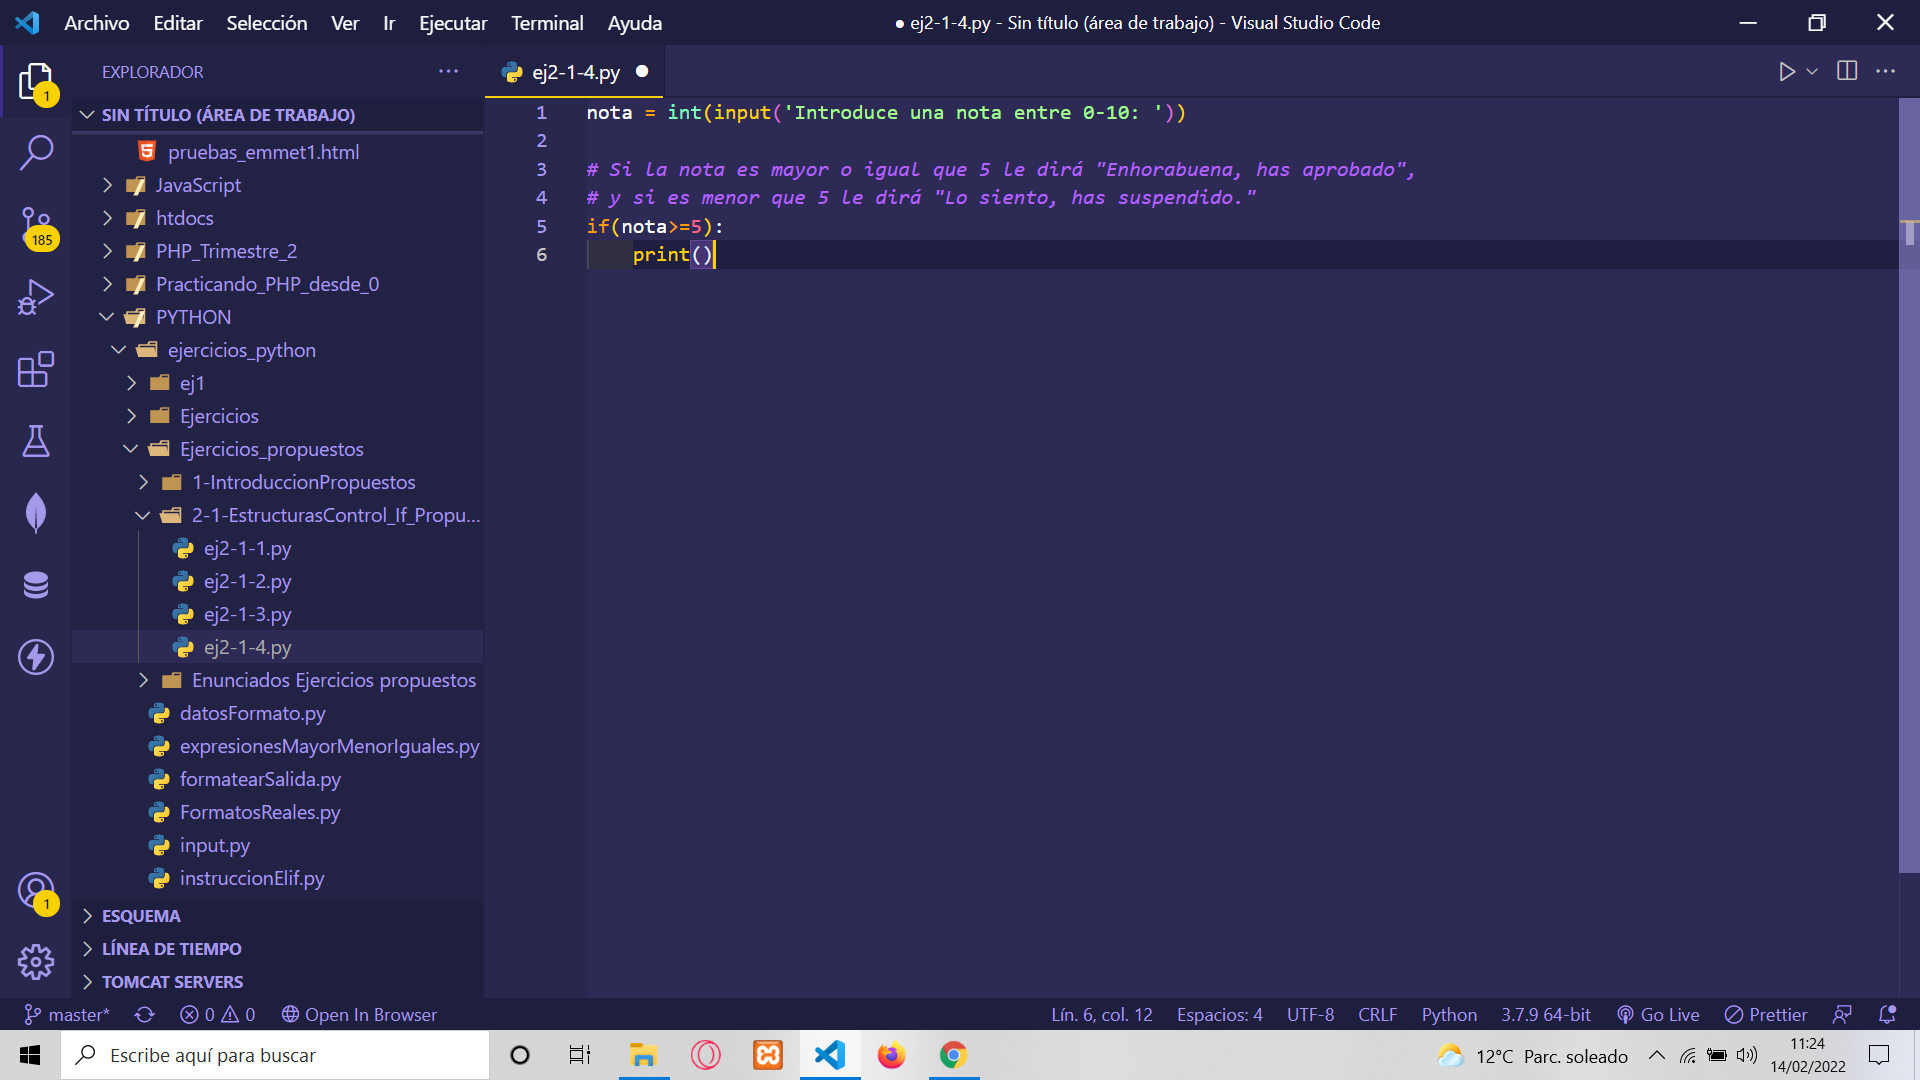 Archivo Editar Selección Ver Ir Ejecutar Terminal Ayuda
● ej2-1-4.py - Sin título (área de trabajo) - Visual Studio Code
EXPLORADOR
SIN TÍTULO (ÁREA DE TRABAJO)
pruebas_emmet1.html
JavaScript
htdocs
PHP_Trimestre_2
Practicando_PHP_desde_0
PYTHON
ejercicios_python
ej1
Ejercicios
Ejercicios_propuestos
1-IntroduccionPropuestos
2-1-EstructurasControl_If_Propu...
ej2-1-1.py
ej2-1-2.py
ej2-1-3.py
ej2-1-4.py
Enunciados Ejercicios propuestos
datosFormato.py
expresionesMayorMenorIguales.py
formatearSalida.py
FormatosReales.py
input.py
instruccionElif.py
ESQUEMA
LÍNEA DE TIEMPO
TOMCAT SERVERS
1
185
1
ej2-1-4.py
1 nota = int(input('Introduce una nota entre 0-10: '))
2
3 # Si la nota es mayor o igual que 5 le dirá "Enhorabuena, has aprobado",
4 # y si es menor que 5 le dirá "Lo siento, has suspendido."
5 if(nota>=5):
6 print()
master* 0 0 Open In Browser
Lín. 6, col. 12 Espacios: 4 UTF-8 CRLF Python 3.7.9 64-bit Go Live Prettier
Escribe aquí para buscar
12°C Parc. soleado
11:24
14/02/2022